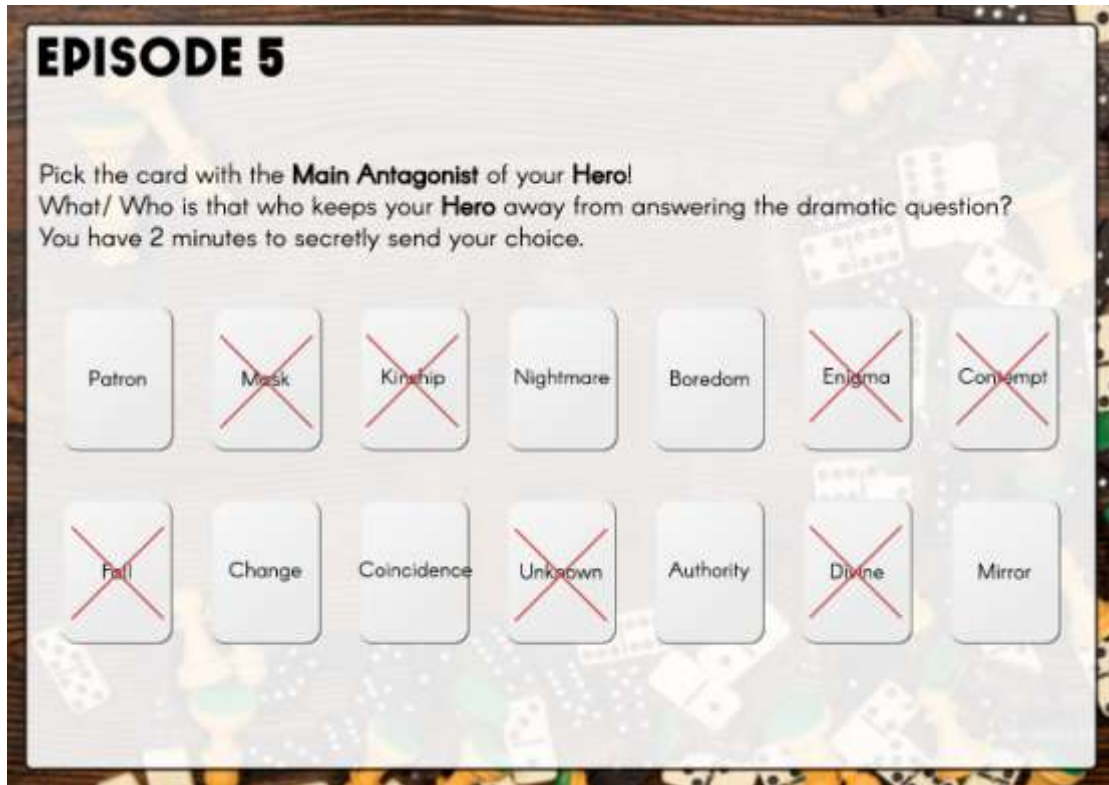 EPISODE 5
Pick the card with the Main Antagonist of your Hero!
What/ Who is that who keeps your Hero away from answering the dramatic question?
You have 2 minutes to secretly send your choice.
Patron Mask Kinship Nightmare Boredom Enigma Contempt
Fall Change Coincidence Unknown Authority Divine Mirror